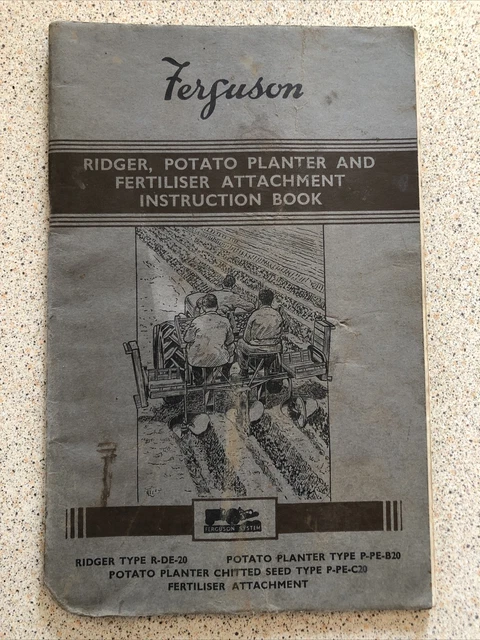 Ferguson
RIDGER, POTATO PLANTER AND
FERTILISER ATTACHMENT
INSTRUCTION BOOK
FERGUSON SYSTEM
RIDGER TYPE R-DE-20 POTATO PLANTER TYPE P-PE-B20
POTATO PLANTER CHITTED SEED TYPE P-PE-C20
FERTILISER ATTACHMENT